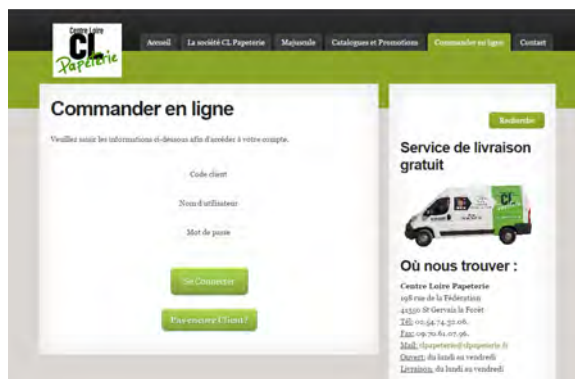 Centre Loire
CL
Papeterie
Accueil
La société CL Papeterie
Majuscule
Catalogues et Promotions
Commander en ligne
Contact
Commander en ligne
Veuillez saisir les informations ci-dessous afin d'accéder à votre compte.
Code client
Nom d'utilisateur
Mot de passe
Se Connecter
Pas encore Client?
Recherche
Service de livraison
gratuit
CL
Où nous trouver :
Centre Loire Papeterie
198 rue de la Fédération
41350 St Gervais la Forêt
Tél: 02.54.74.32.06.
Fax: 09.70.61.07.96.
Mail: clpapeterie@clpapeterie.fr
Ouvert: du lundi au vendredi
Livraison: du lundi au vendredi